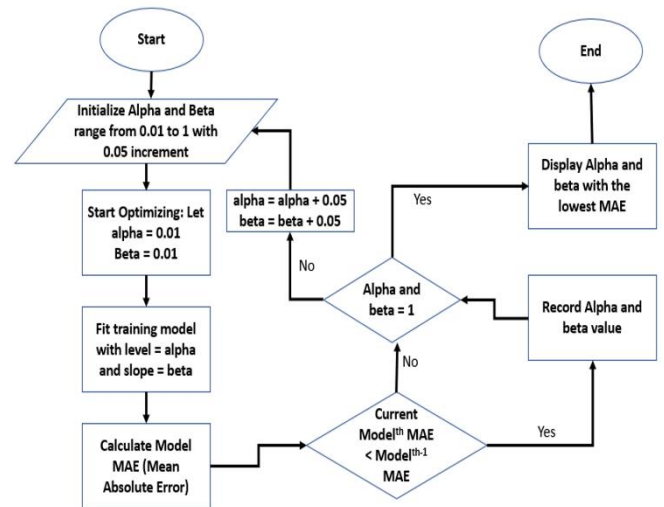 Start
Initialize Alpha and Beta
range from 0.01 to 1 with
0.05 increment
Start Optimizing: Let
alpha = 0.01
Beta = 0.01
Fit training model
with level = alpha
and slope = beta
Calculate Model
MAE (Mean
Absolute Error)
Current
Modelᵗʰ MAE
< Modelᵗʰ⁻¹
MAE
Yes
Record Alpha and
beta value
No
Alpha and
beta = 1
No
alpha = alpha + 0.05
beta = beta + 0.05
Yes
Display Alpha and
beta with the
lowest MAE
End